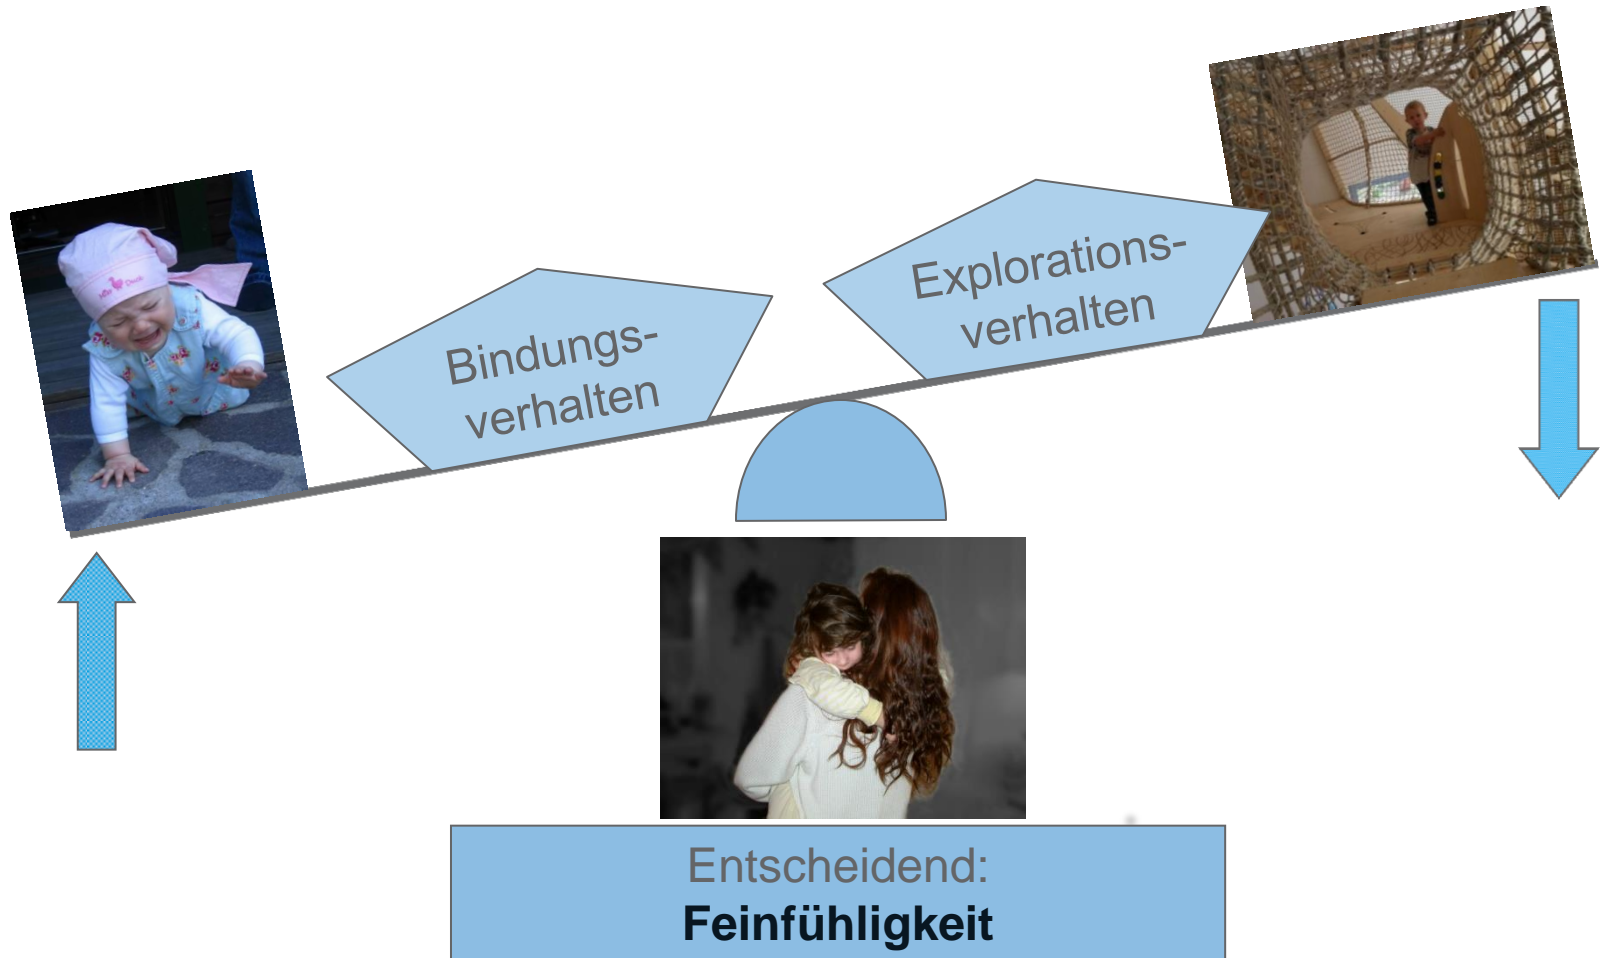 Bindungs-
verhalten
Explorations-
verhalten
Entscheidend:
Feinfühligkeit